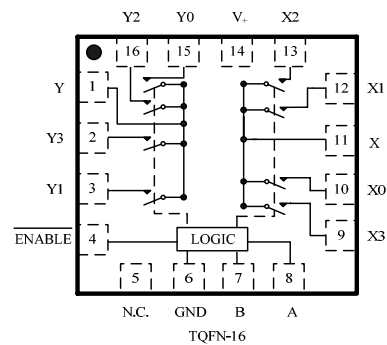 Y2 Y0 V+ X2
16 15 14 13
Y 1 12 X1
Y3 2 11 X
Y1 3 10 X0
ENABLE 4 LOGIC 9 X3
5 6 7 8
N.C. GND B A
TQFN-16